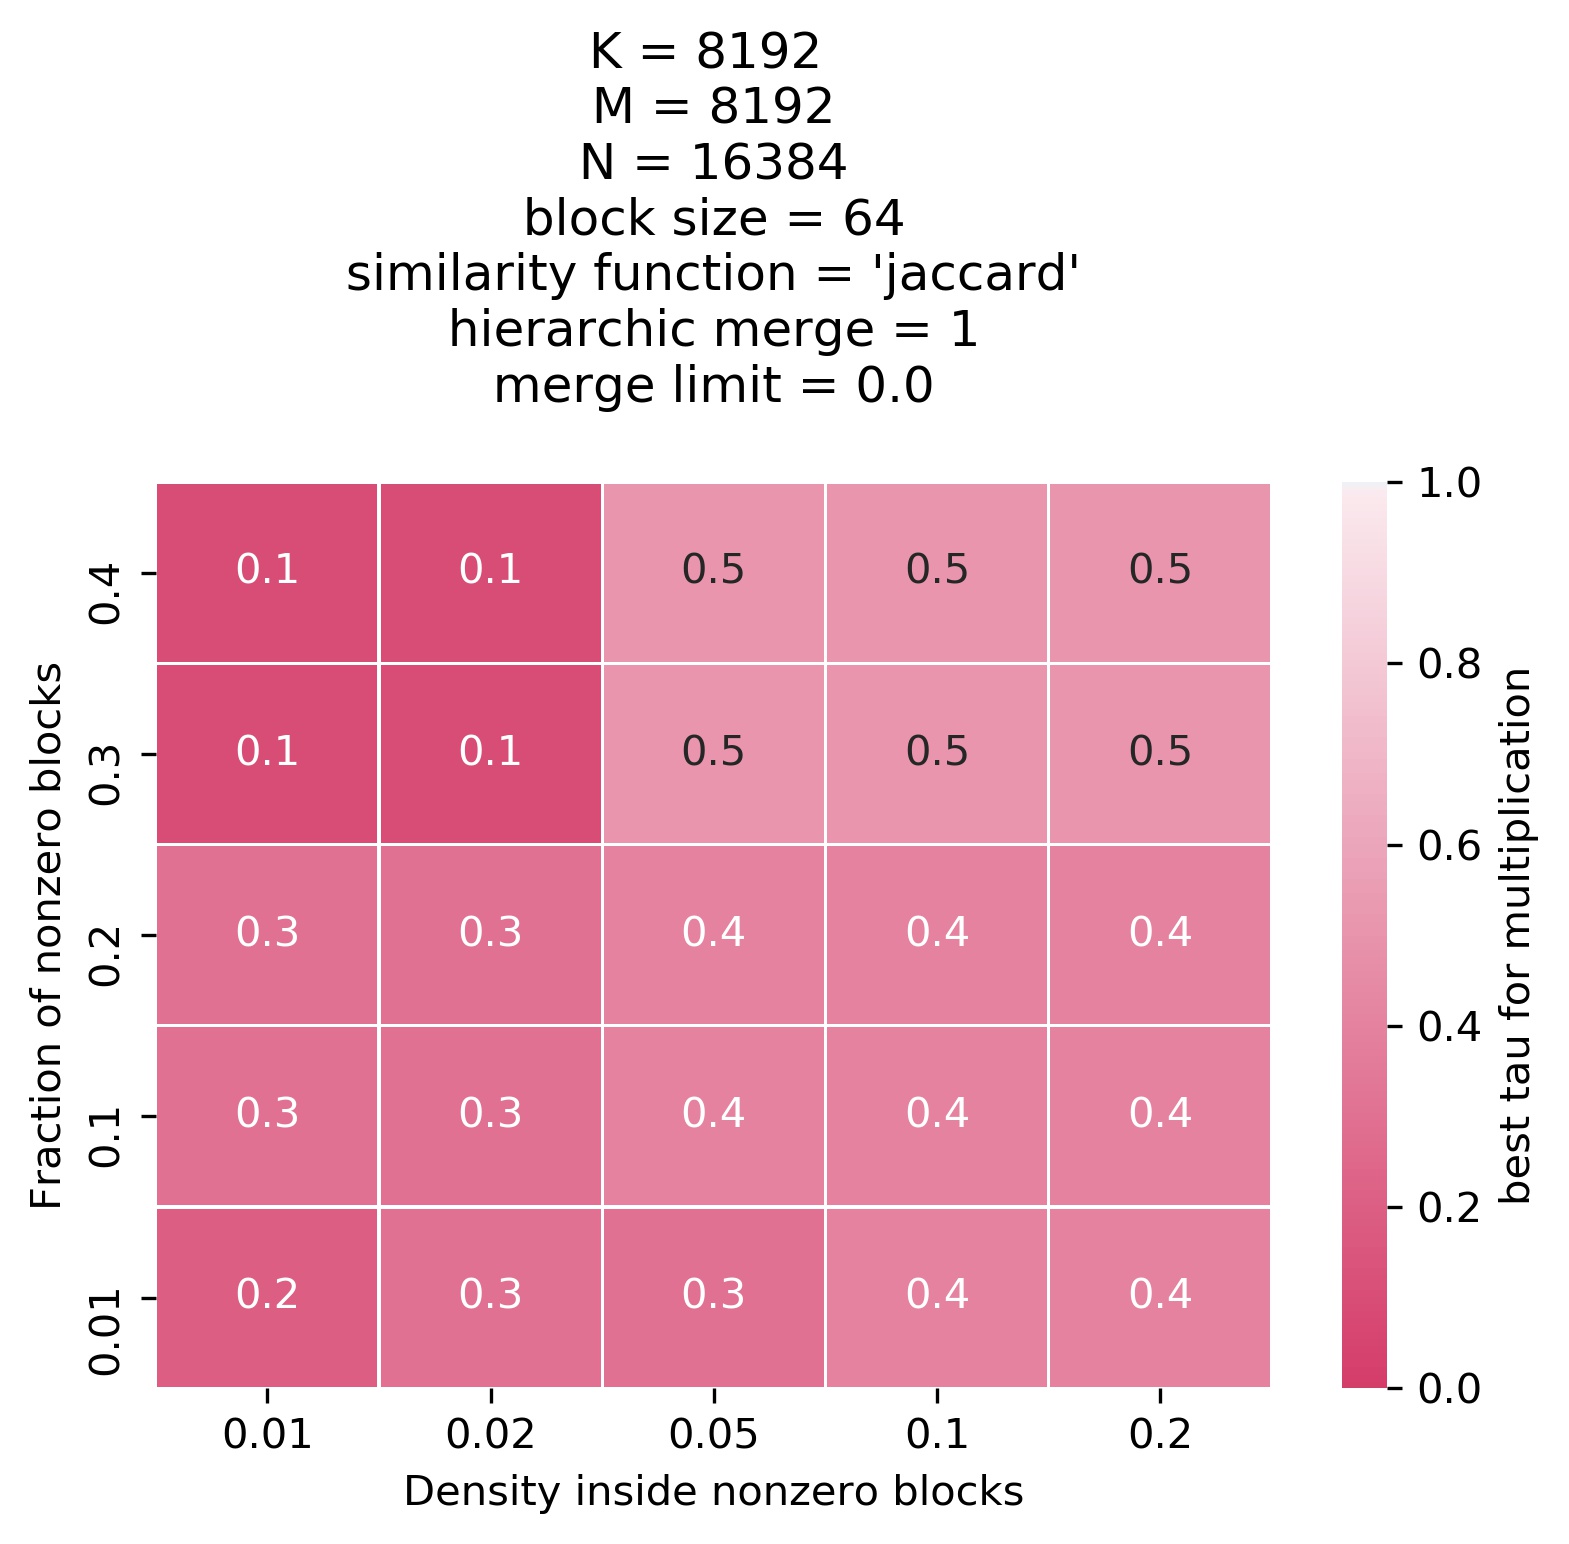 K = 8192
M = 8192
N = 16384
block size = 64
similarity function = 'jaccard'
hierarchic merge = 1
merge limit = 0.0
Fraction of nonzero blocks
0.4 0.1 0.1 0.5 0.5 0.5
0.3 0.1 0.1 0.5 0.5 0.5
0.2 0.3 0.3 0.4 0.4 0.4
0.1 0.3 0.3 0.4 0.4 0.4
0.01 0.2 0.3 0.3 0.4 0.4
0.01 0.02 0.05 0.1 0.2
Density inside nonzero blocks
1.0
0.8
0.6
0.4
0.2
0.0
best tau for multiplication